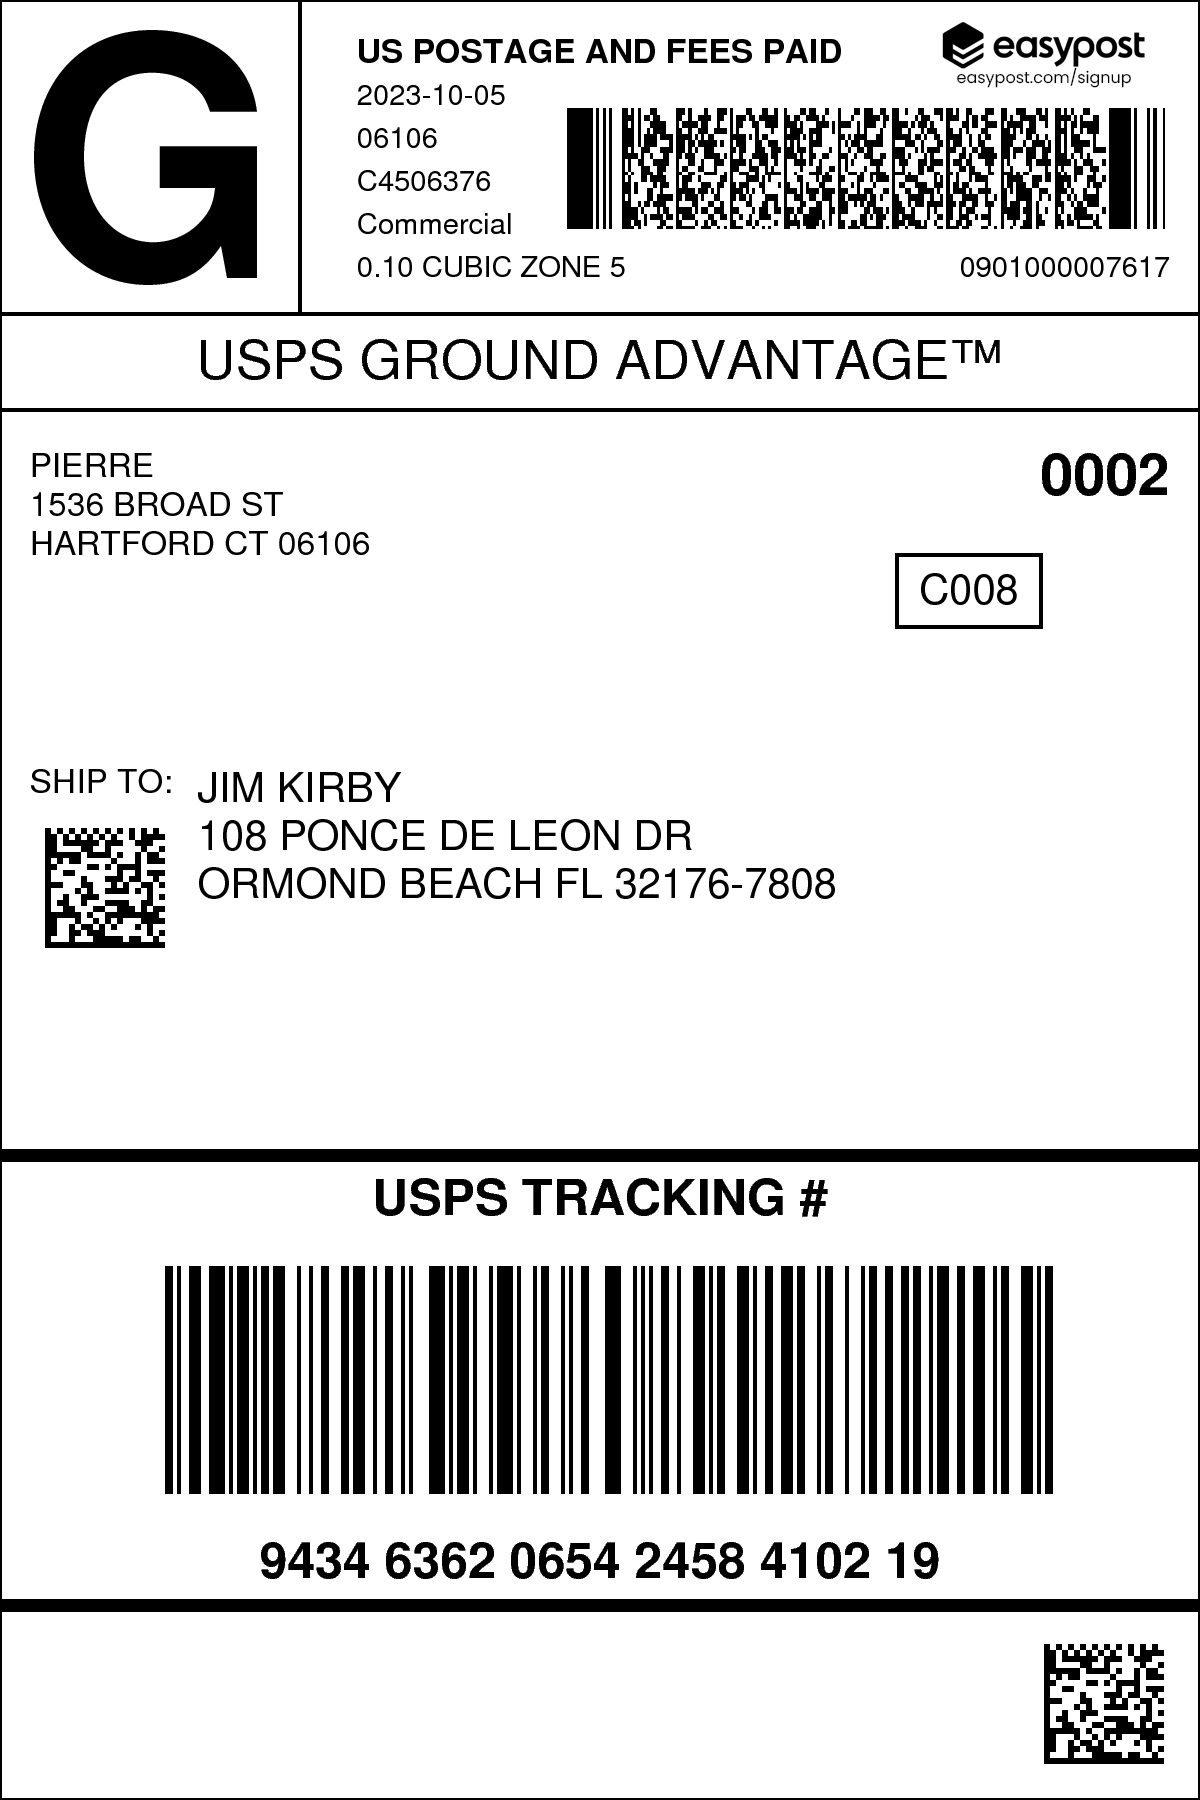 G
US POSTAGE AND FEES PAID
easypost
easypost.com/signup
2023-10-05
06106
C4506376
Commercial
0.10 CUBIC ZONE 5
0901000007617
USPS GROUND ADVANTAGE™
PIERRE
1536 BROAD ST
HARTFORD CT 06106
0002
C008
SHIP TO:
JIM KIRBY
108 PONCE DE LEON DR
ORMOND BEACH FL 32176-7808
USPS TRACKING #
9434 6362 0654 2458 4102 19